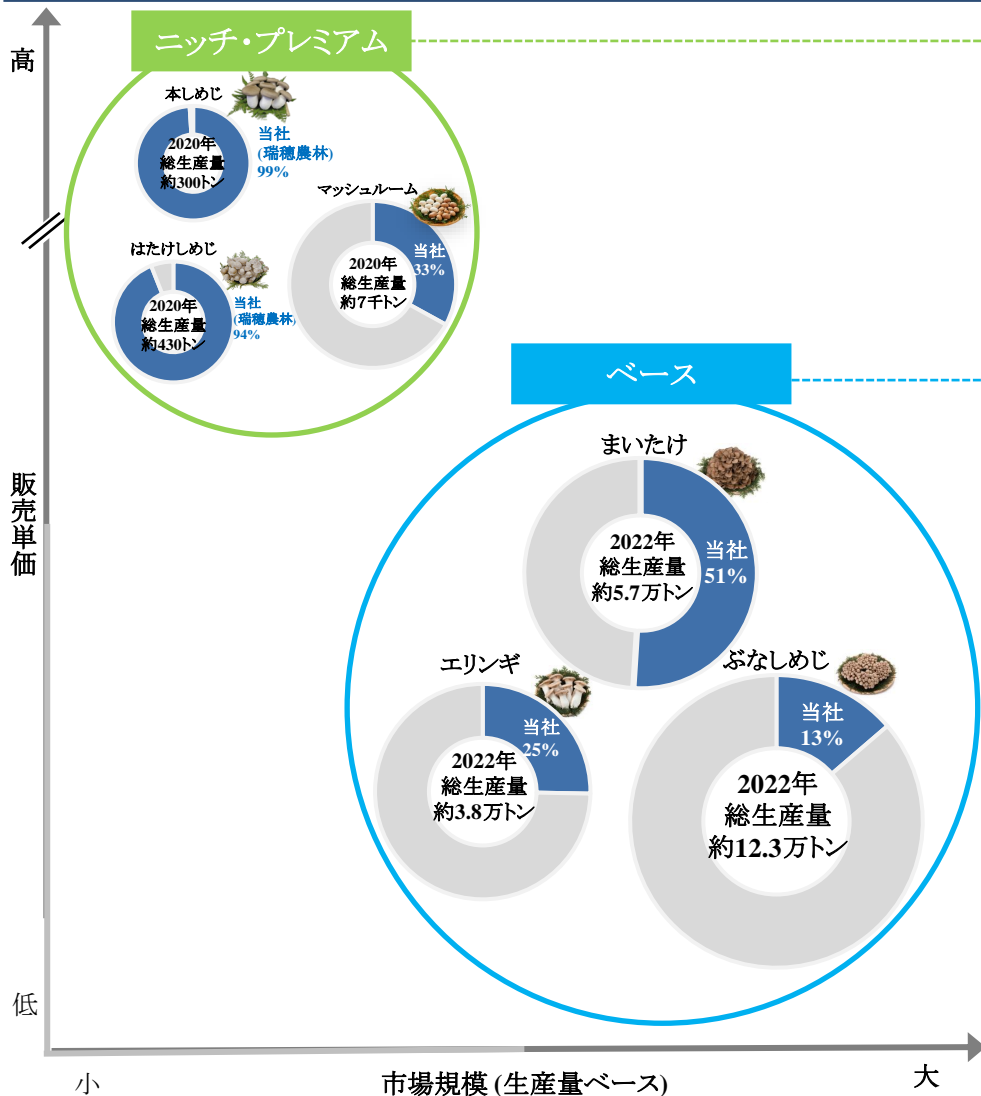 高
ニッチ・プレミアム
本しめじ
2020年
総生産量
約300トン
当社
(瑞穂農林)
99%
マッシュルーム
2020年
総生産量
約7千トン
当社
33%
はたけしめじ
2020年
総生産量
約430トン
当社
(瑞穂農林)
94%
ベース
まいたけ
2022年
総生産量
約5.7万トン
当社
51%
エリンギ
2022年
総生産量
約3.8万トン
当社
25%
ぶなしめじ
2022年
総生産量
約12.3万トン
当社
13%
販売単価
低
小
市場規模 (生産量ベース)
大